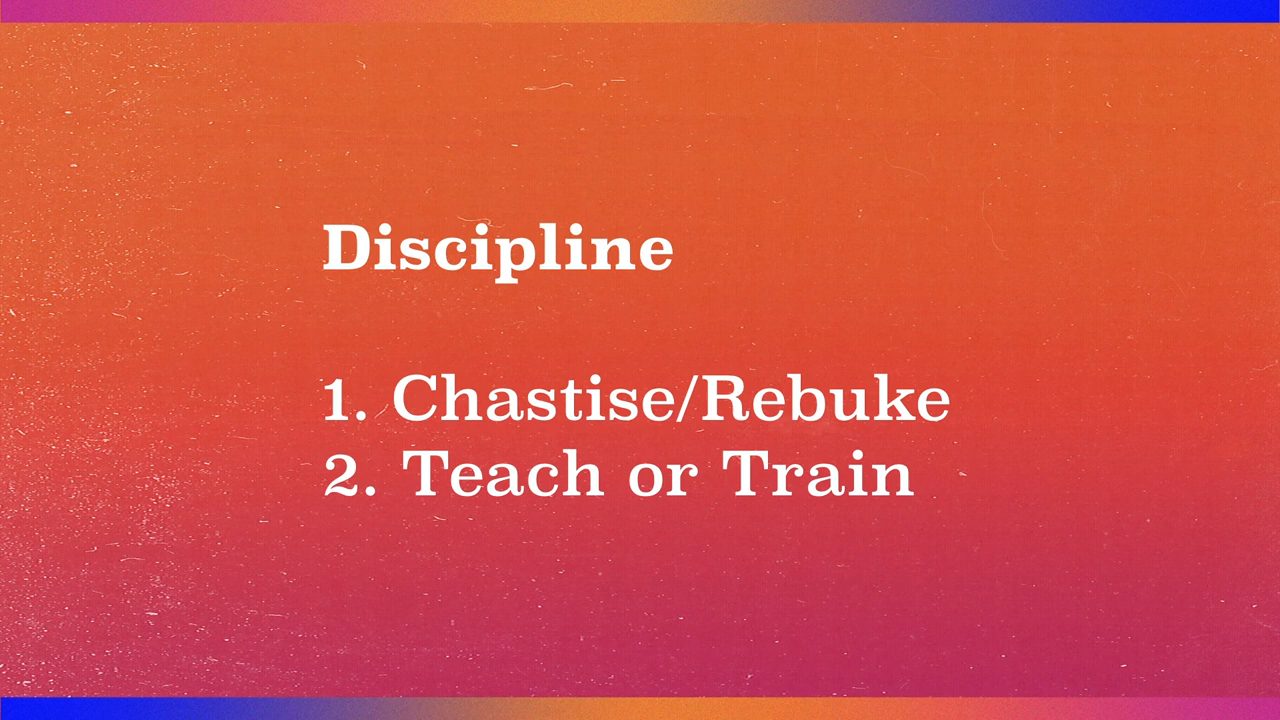 Discipline
1. Chastise/Rebuke
2. Teach or Train